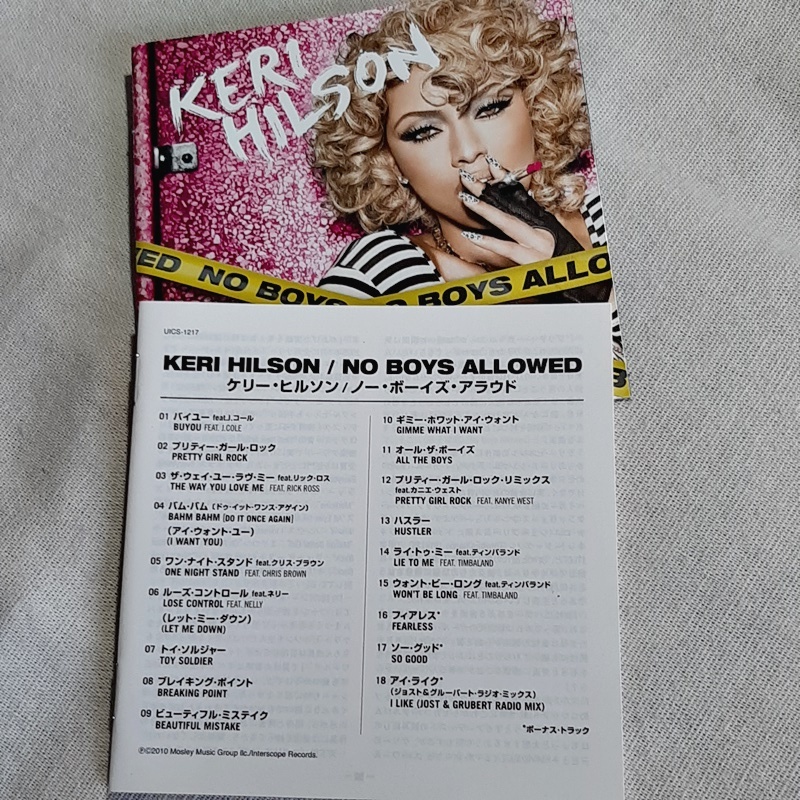 KERI
HILSON
ED NO BOYS NO BOYS ALLO
UICS-1217
KERI HILSON / NO BOYS ALLOWED
ケリー・ヒルソン / ノー・ボーイズ・アラウド
01 バイユー feat.J.コール
BUYOU FEAT. J.COLE
02 プリティー・ガール・ロック
PRETTY GIRL ROCK
03 ザ・ウェイ・ユー・ラヴ・ミー feat.リック・ロス
THE WAY YOU LOVE ME FEAT. RICK ROSS
04 バム・バム (ドゥ・イット・ワンス・アゲイン)
BAHM BAHM [DO IT ONCE AGAIN]
(アイ・ウォント・ユー)
(I WANT YOU)
05 ワン・ナイト・スタンド feat.クリス・ブラウン
ONE NIGHT STAND FEAT. CHRIS BROWN
06 ルーズ・コントロール feat.ネリー
LOSE CONTROL FEAT. NELLY
(レット・ミー・ダウン)
(LET ME DOWN)
07 トイ・ソルジャー
TOY SOLDIER
08 ブレイキング・ポイント
BREAKING POINT
09 ビューティフル・ミステイク
BEAUTIFUL MISTAKE
10 ギミー・ホワット・アイ・ウォント
GIMME WHAT I WANT
11 オール・ザ・ボーイズ
ALL THE BOYS
12 プリティー・ガール・ロック・リミックス
feat.カニエ・ウェスト
PRETTY GIRL ROCK FEAT. KANYE WEST
13 ハスラー
HUSTLER
14 ライ・トゥ・ミー feat.ティンバランド
LIE TO ME FEAT. TIMBALAND
15 ウォント・ビー・ロング feat.ティンバランド
WON'T BE LONG FEAT. TIMBALAND
16 フィアレス*
FEARLESS
17 ソー・グッド*
SO GOOD
18 アイ・ライク*
(ジョスト&グルーバート・ラジオ・ミックス)
I LIKE (JOST & GRUBERT RADIO MIX)
*ボーナス・トラック
℗©2010 Mosley Music Group llc./Interscope Records.